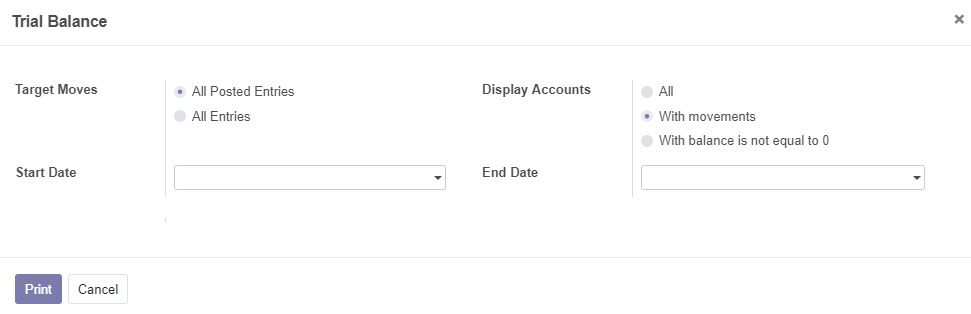 Trial Balance
×
Target Moves
All Posted Entries
All Entries
Display Accounts
All
With movements
With balance is not equal to 0
Start Date
End Date
Print
Cancel